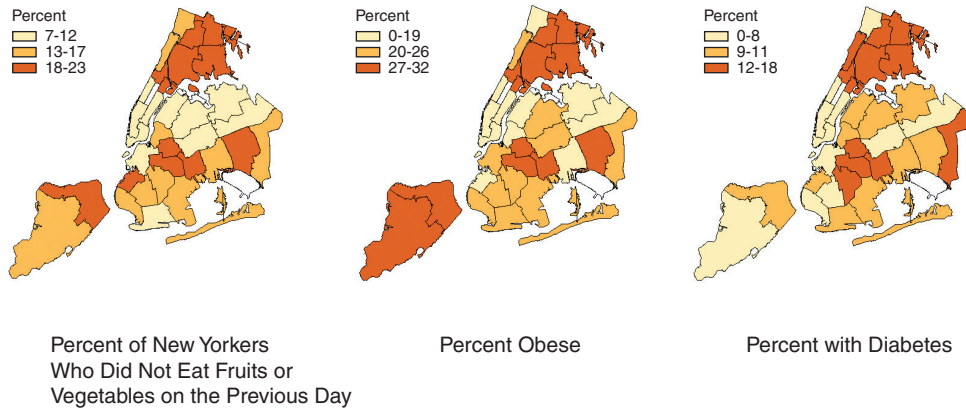 Percent
7-12
13-17
18-23
Percent
0-19
20-26
27-32
Percent
0-8
9-11
12-18
Percent of New Yorkers
Who Did Not Eat Fruits or
Vegetables on the Previous Day
Percent Obese
Percent with Diabetes